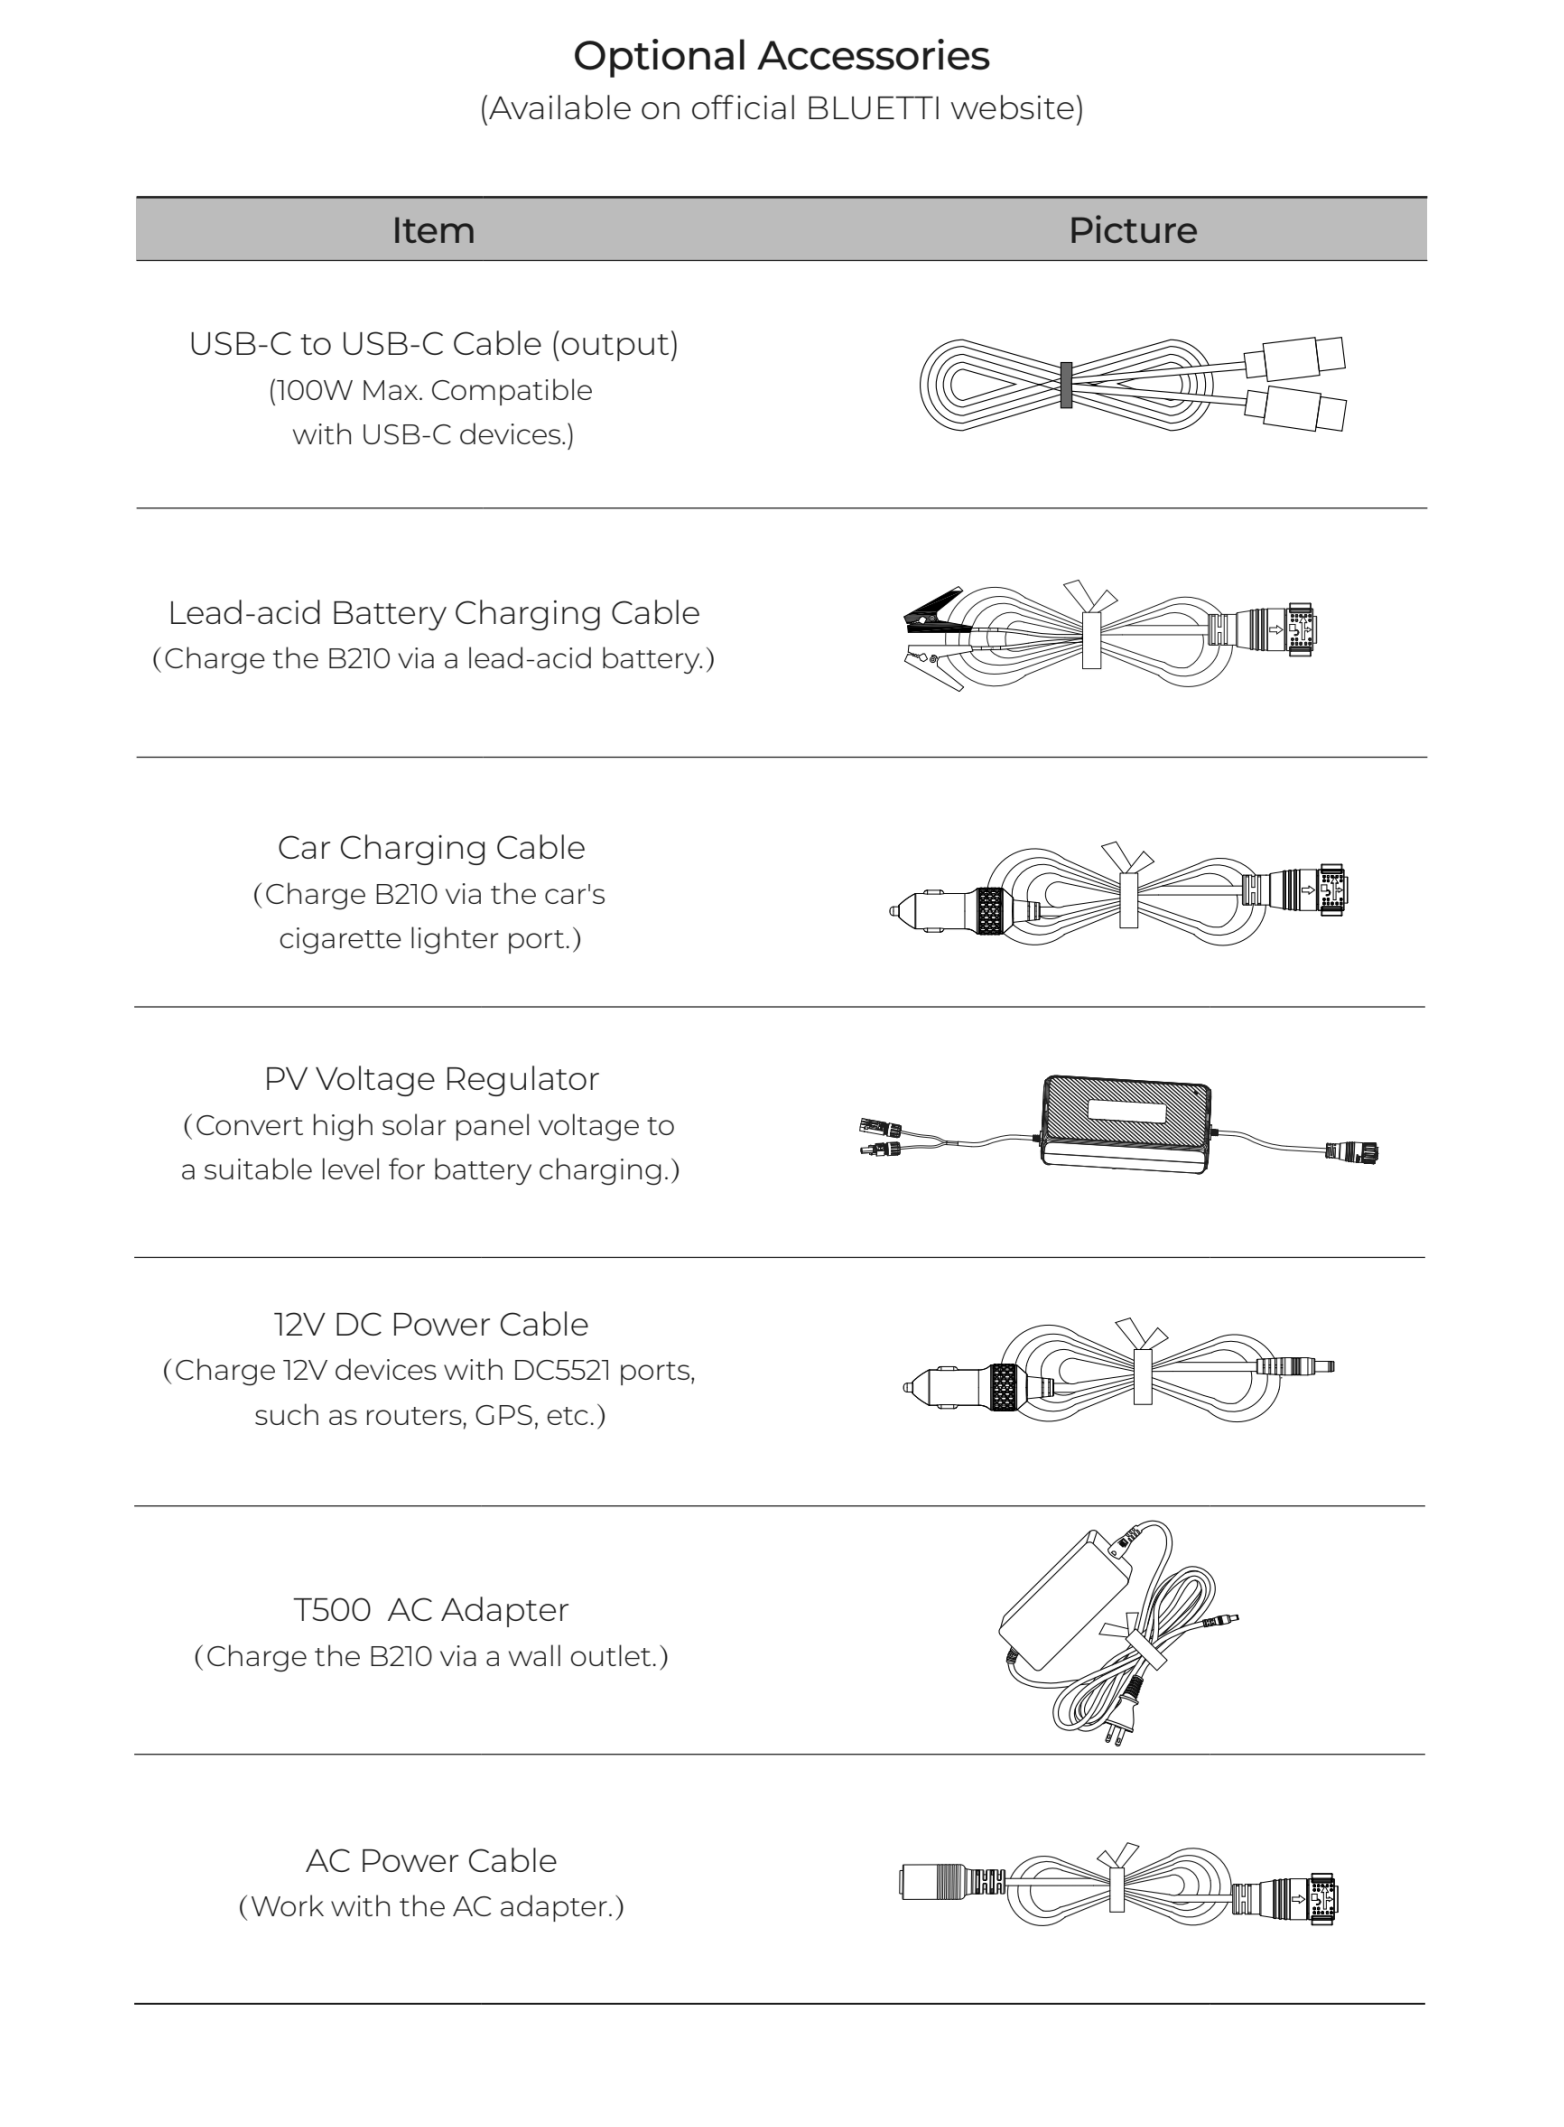 Optional Accessories
(Available on official BLUETTI website)
Item Picture
USB-C to USB-C Cable (output)
(100W Max. Compatible
with USB-C devices.)
Lead-acid Battery Charging Cable
(Charge the B210 via a lead-acid battery.)
Car Charging Cable
(Charge B210 via the car's
cigarette lighter port.)
PV Voltage Regulator
(Convert high solar panel voltage to
a suitable level for battery charging.)
12V DC Power Cable
(Charge 12V devices with DC5521 ports,
such as routers, GPS, etc.)
T500  AC Adapter
(Charge the B210 via a wall outlet.)
AC Power Cable
(Work with the AC adapter.)